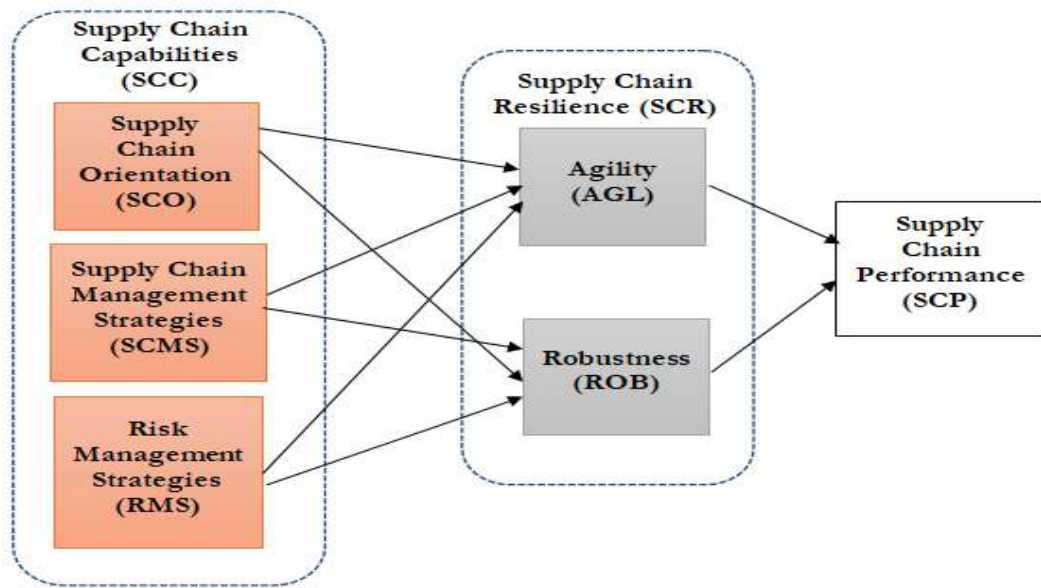 Supply Chain
Capabilities
(SCC)
Supply
Chain
Orientation
(SCO)
Supply Chain
Management
Strategies
(SCMS)
Risk
Management
Strategies
(RMS)
Supply Chain
Resilience (SCR)
Agility
(AGL)
Robustness
(ROB)
Supply
Chain
Performance
(SCP)